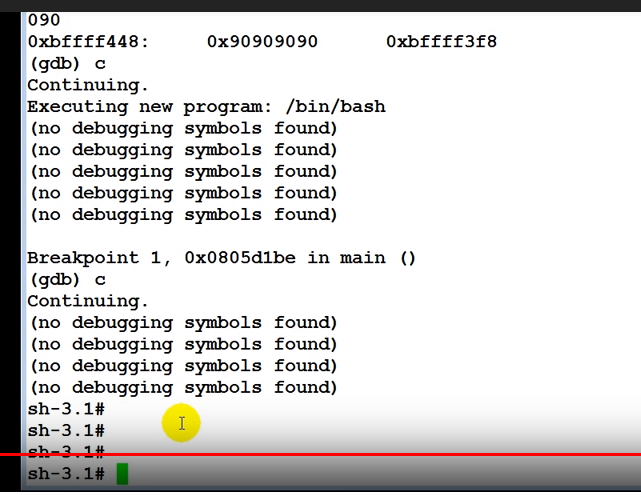 090
0xbffff448: 0x90909090 0xbffff3f8
(gdb) c
Continuing.
Executing new program: /bin/bash
(no debugging symbols found)
(no debugging symbols found)
(no debugging symbols found)
(no debugging symbols found)
(no debugging symbols found)
Breakpoint 1, 0x0805d1be in main ()
(gdb) c
Continuing.
(no debugging symbols found)
(no debugging symbols found)
(no debugging symbols found)
(no debugging symbols found)
sh-3.1#
sh-3.1#
sh-3.1#
sh-3.1#